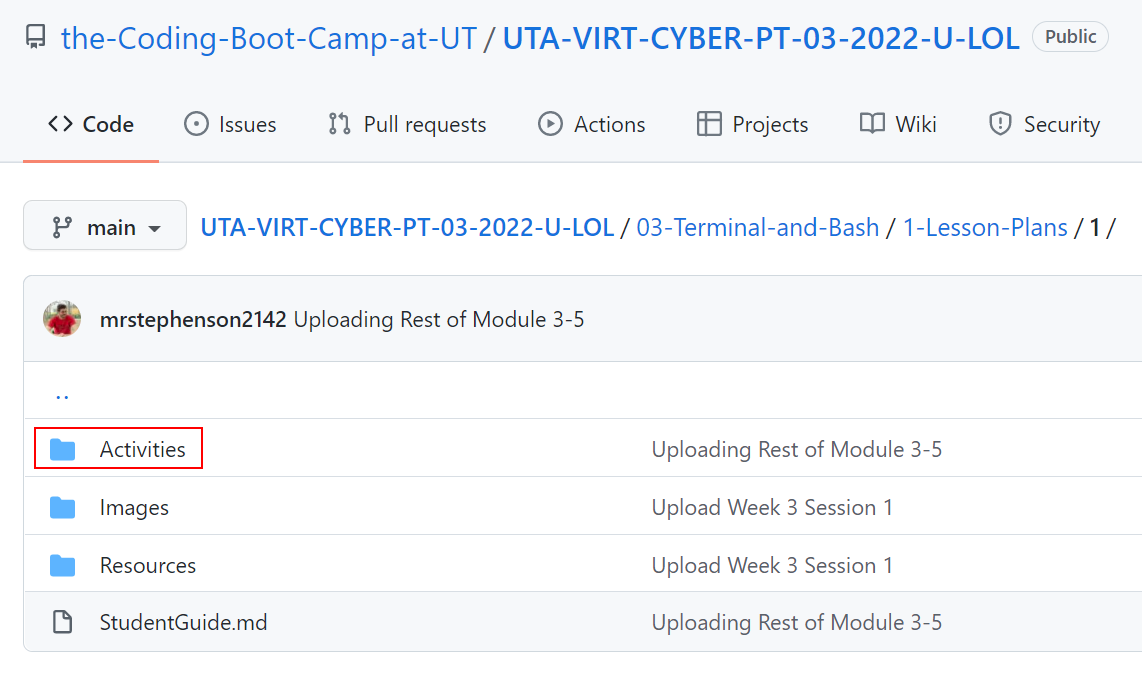 the-Coding-Boot-Camp-at-UT / UTA-VIRT-CYBER-PT-03-2022-U-LOL Public
Code Issues Pull requests Actions Projects Wiki Security
main UTA-VIRT-CYBER-PT-03-2022-U-LOL / 03-Terminal-and-Bash / 1-Lesson-Plans / 1 /
mrstephenson2142 Uploading Rest of Module 3-5
..
Activities Uploading Rest of Module 3-5
Images Upload Week 3 Session 1
Resources Upload Week 3 Session 1
StudentGuide.md Uploading Rest of Module 3-5